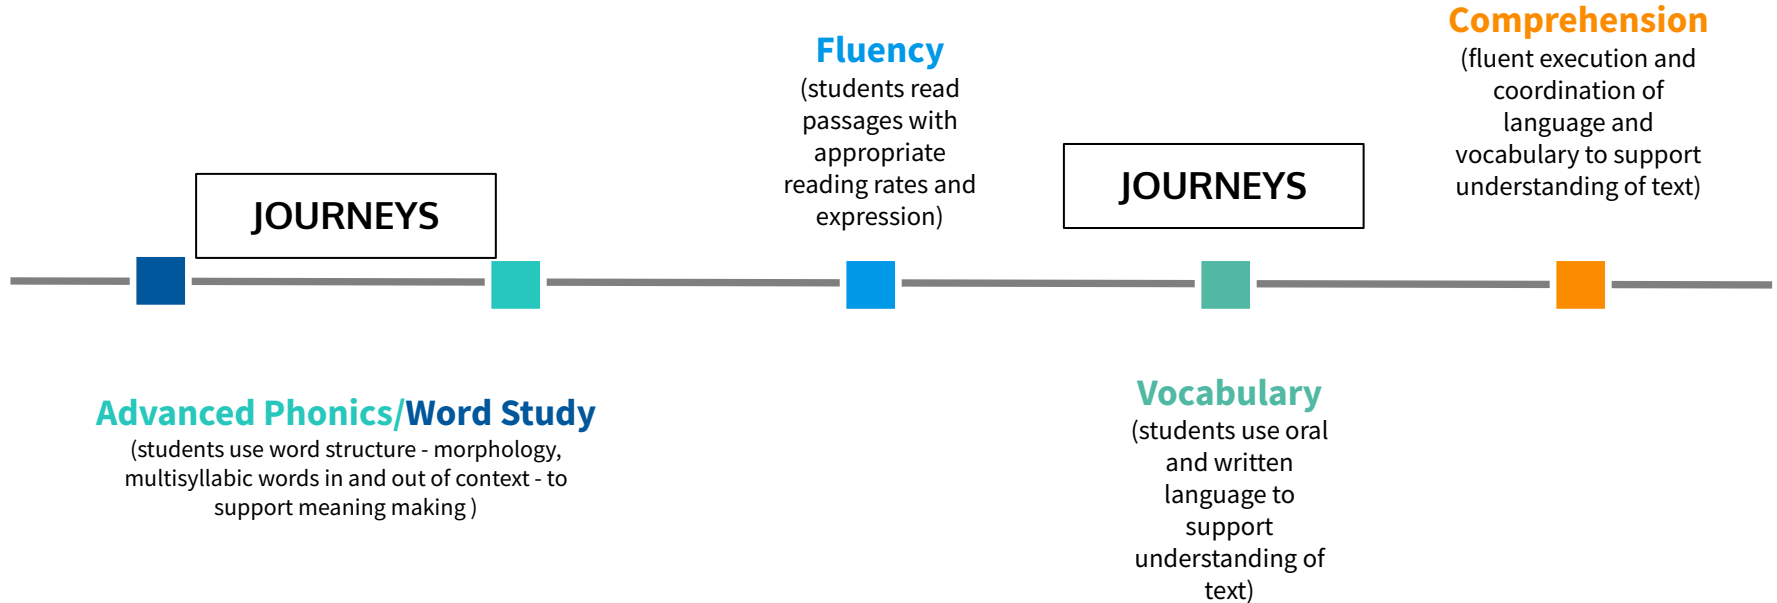 Comprehension
(fluent execution and
coordination of
language and
vocabulary to support
understanding of text)
Fluency
(students read
passages with
appropriate
reading rates and
expression)
JOURNEYS
JOURNEYS
Advanced Phonics/Word Study
(students use word structure - morphology,
multisyllabic words in and out of context - to
support meaning making )
Vocabulary
(students use oral
and written
language to
support
understanding of
text)